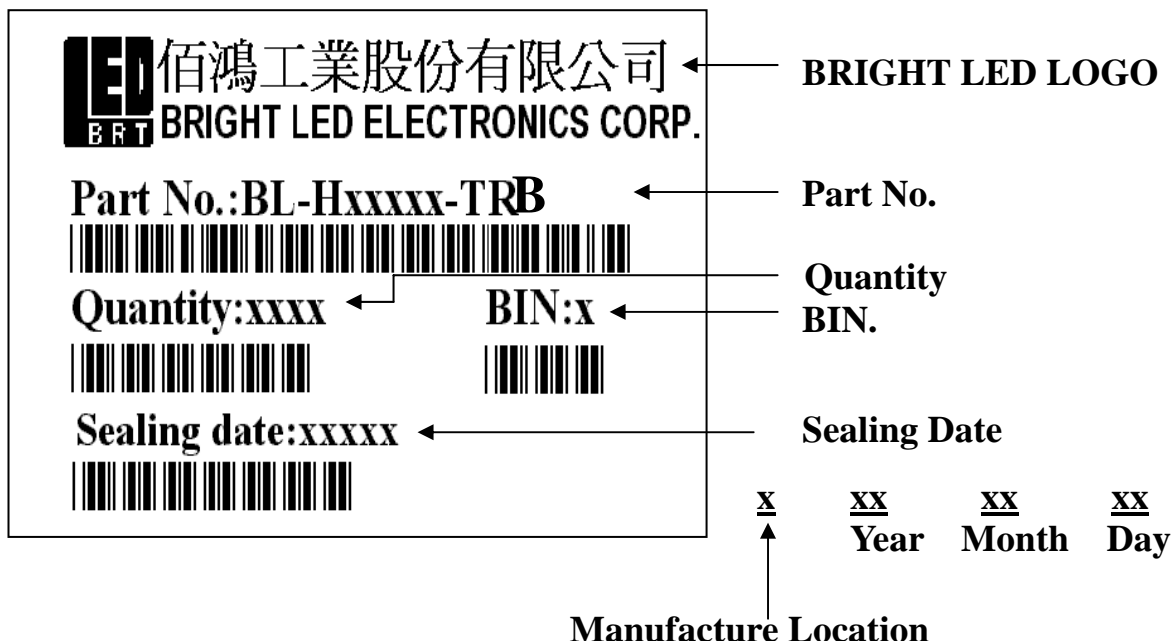 LED
佰鴻工業股份有限公司
BRIGHT LED LOGO
BRT
BRIGHT LED ELECTRONICS CORP.
Part No.:BL-Hxxxxx-TRB
Part No.
Quantity
Quantity:xxxx
BIN:x
BIN.
Sealing date:xxxxx
Sealing Date
x xx xx xx
Year Month Day
Manufacture Location